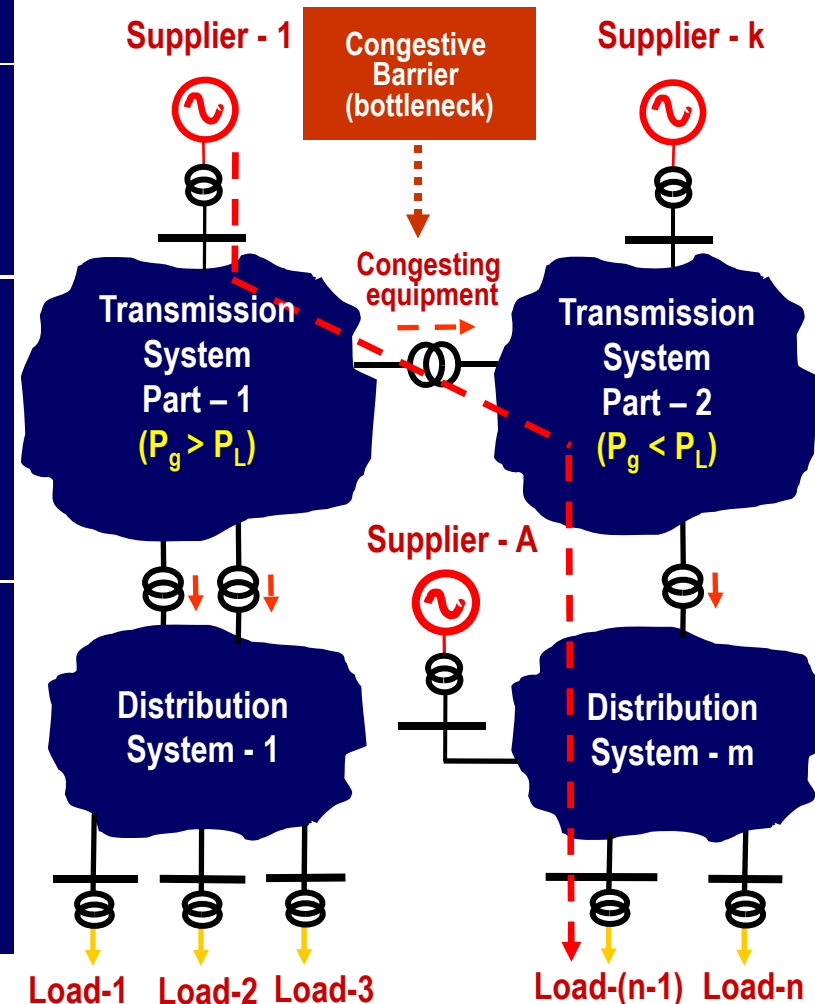 Supplier - 1
Congestive
Barrier
(bottleneck)
Supplier - k
Congesting
equipment
Transmission
System
Part – 1
(Pg > PL)
Transmission
System
Part – 2
(Pg < PL)
Supplier - A
Distribution
System - 1
Distribution
System - m
Load-1
Load-2
Load-3
Load-(n-1)
Load-n